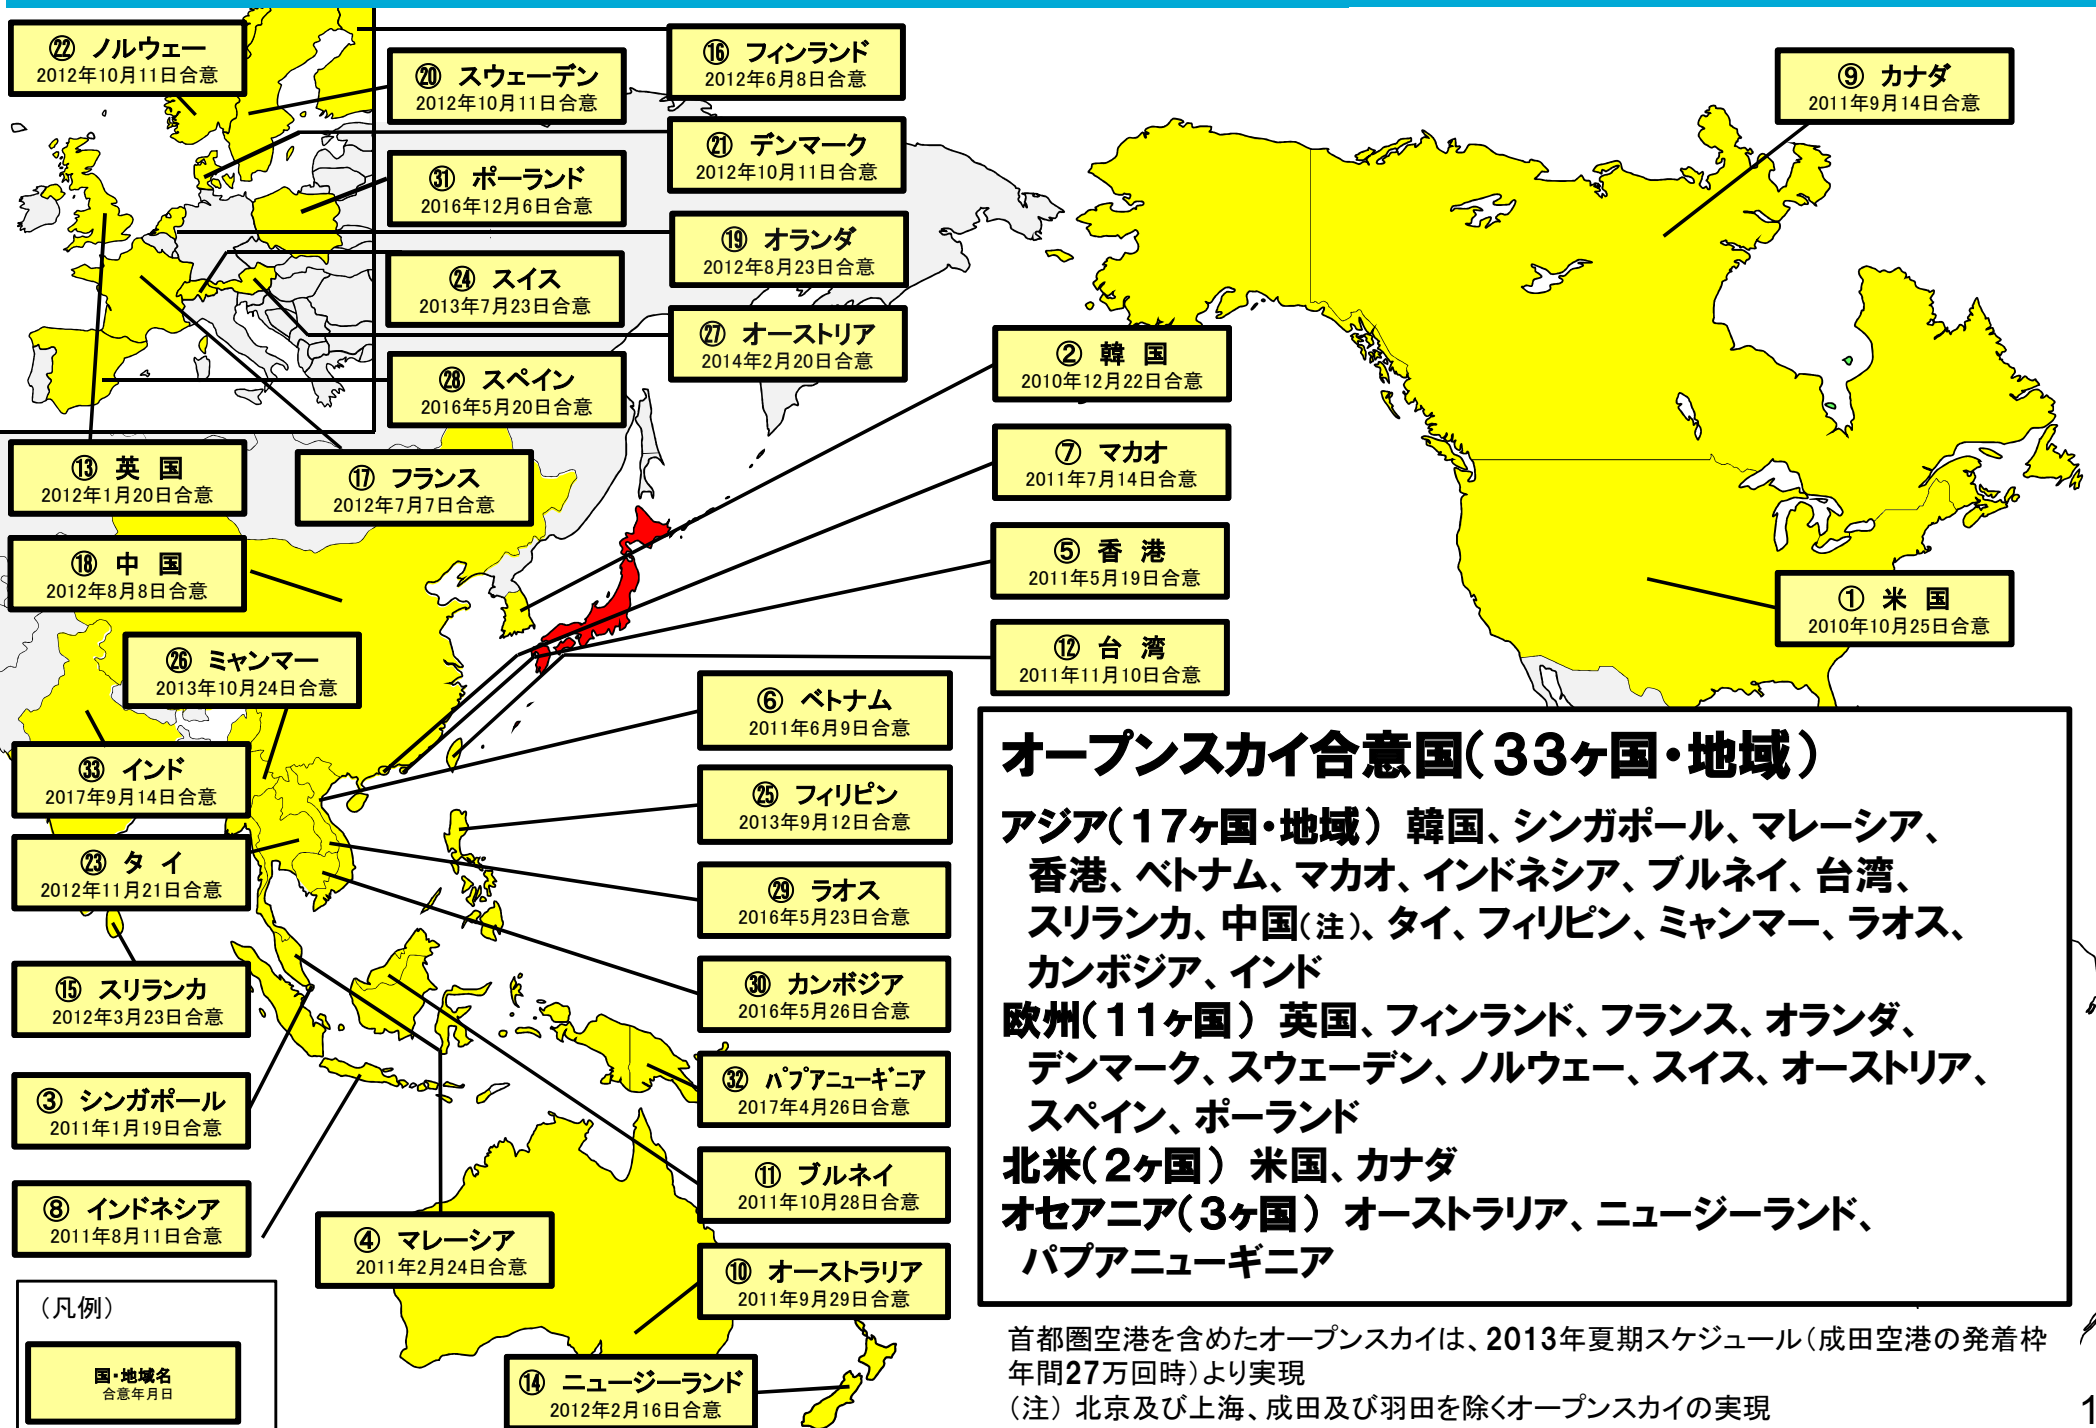 ㉒ ノルウェー
2012年10月11日合意
⑯ フィンランド
2012年6月8日合意
⑳ スウェーデン
2012年10月11日合意
⑨ カナダ
2011年9月14日合意
㉑ デンマーク
2012年10月11日合意
㉛ ポーランド
2016年12月6日合意
⑲ オランダ
2012年8月23日合意
㉔ スイス
2013年7月23日合意
㉗ オーストリア
2014年2月20日合意
② 韓 国
2010年12月22日合意
㉘ スペイン
2016年5月20日合意
⑦ マカオ
2011年7月14日合意
⑬ 英 国
2012年1月20日合意
⑰ フランス
2012年7月7日合意
⑤ 香 港
2011年5月19日合意
⑱ 中 国
2012年8月8日合意
① 米 国
2010年10月25日合意
⑫ 台 湾
2011年11月10日合意
㉖ ミャンマー
2013年10月24日合意
⑥ ベトナム
2011年6月9日合意
㉝ インド
2017年9月14日合意
㉕ フィリピン
2013年9月12日合意
㉓ タ イ
2012年11月21日合意
㉙ ラオス
2016年5月23日合意
⑮ スリランカ
2012年3月23日合意
㉚ カンボジア
2016年5月26日合意
③ シンガポール
2011年1月19日合意
㉜ パプアニューギニア
2017年4月26日合意
⑧ インドネシア
2011年8月11日合意
⑪ ブルネイ
2011年10月28日合意
④ マレーシア
2011年2月24日合意
⑩ オーストラリア
2011年9月29日合意
⑭ ニュージーランド
2012年2月16日合意
（凡例）
国・地域名
合意年月日
オープンスカイ合意国（３３ヶ国・地域）
アジア（１７ヶ国・地域） 韓国、シンガポール、マレーシア、
香港、ベトナム、マカオ、インドネシア、ブルネイ、台湾、
スリランカ、中国（注）、タイ、フィリピン、ミャンマー、ラオス、
カンボジア、インド
欧州（１１ヶ国） 英国、フィンランド、フランス、オランダ、
デンマーク、スウェーデン、ノルウェー、スイス、オーストリア、
スペイン、ポーランド
北米（２ヶ国） 米国、カナダ
オセアニア（３ヶ国） オーストラリア、ニュージーランド、
パプアニューギニア
首都圏空港を含めたオープンスカイは、2013年夏期スケジュール（成田空港の発着枠
年間27万回時）より実現
（注） 北京及び上海、成田及び羽田を除くオープンスカイの実現
1